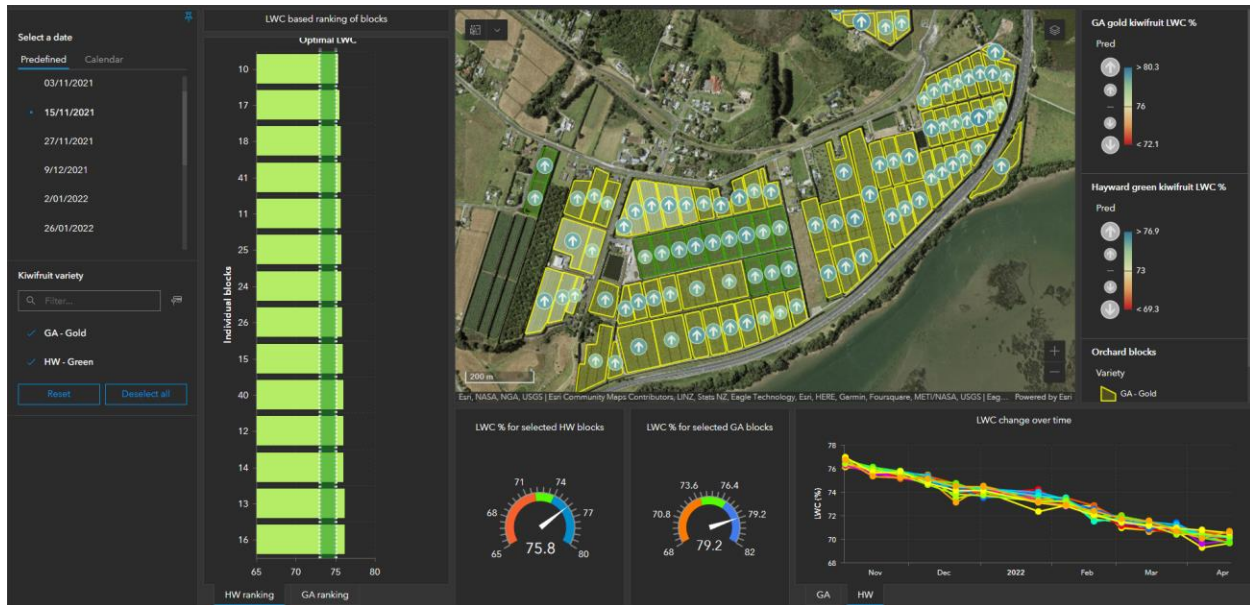 Select a date
Predefined Calendar
03/11/2021
15/11/2021
27/11/2021
9/12/2021
2/01/2022
26/01/2022
Kiwifruit variety
Filter...
GA - Gold
HW - Green
Reset Deselect all
LWC based ranking of blocks
Optimal LWC
Individual blocks
10
17
18
41
11
25
24
26
15
40
12
14
13
16
65 70 75 80
HW ranking GA ranking
200 m
Esri, NASA, NGA, USGS | Esri Community Maps Contributors, LINZ, Stats NZ, Eagle Technology, Esri, HERE, Garmin, Foursquare, METI/NASA, USGS | Eag... Powered by Esri
GA gold kiwifruit LWC %
Pred
> 80.3
76
< 72.1
Hayward green kiwifruit LWC %
Pred
> 76.9
73
< 69.3
Orchard blocks
Variety
GA - Gold
LWC % for selected HW blocks
65
68
71
74
77
80
75.8
LWC % for selected GA blocks
68
70.8
73.6
76.4
79.2
82
79.2
LWC change over time
LWC (%)
78
76
74
72
70
68
Nov Dec 2022 Feb Mar Apr
GA HW